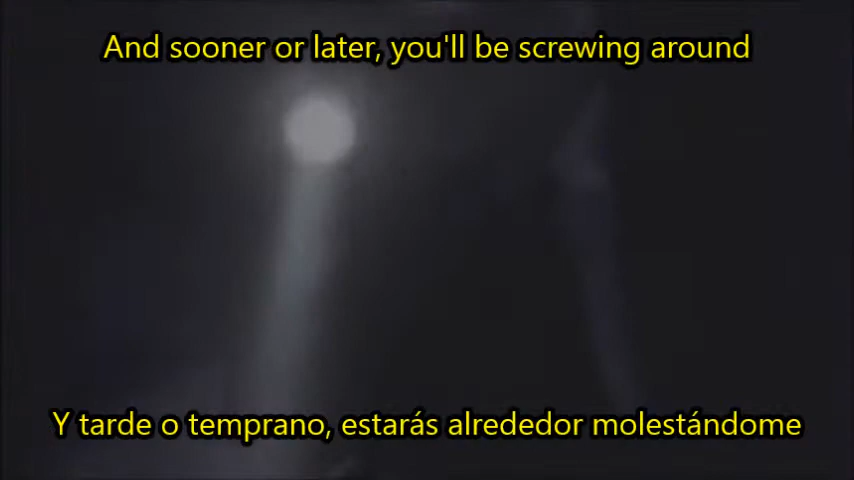 And sooner or later, you'll be screwing around
Y tarde o temprano, estarás alrededor molestándome